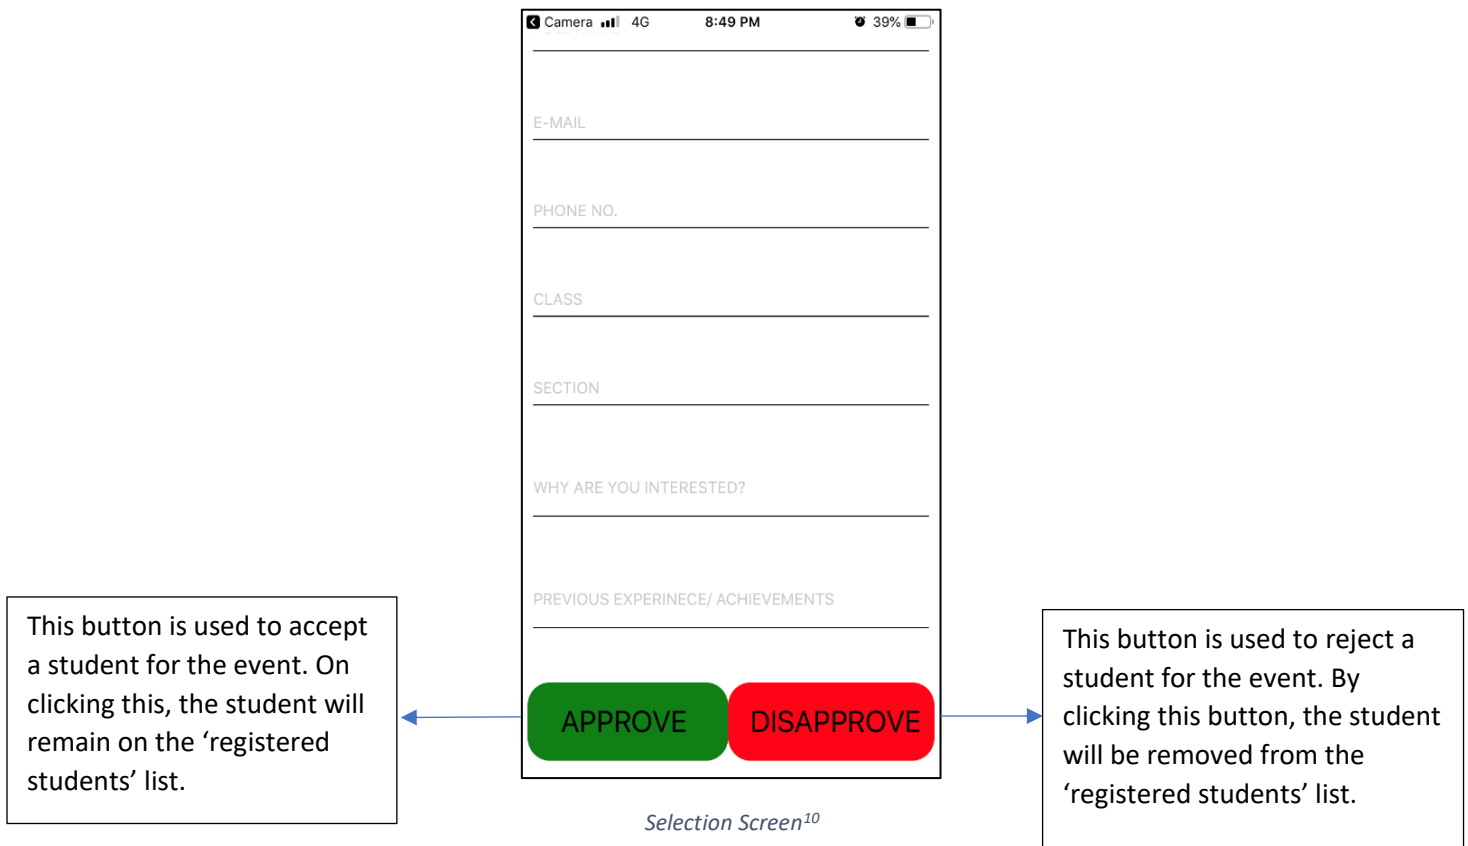 Camera 4G 8:49 PM 39%
E-MAIL
PHONE NO.
CLASS
SECTION
WHY ARE YOU INTERESTED?
PREVIOUS EXPERINECE/ ACHIEVEMENTS
APPROVE DISAPPROVE
This button is used to accept
a student for the event. On
clicking this, the student will
remain on the ‘registered
students’ list.
This button is used to reject a
student for the event. By
clicking this button, the student
will be removed from the
‘registered students’ list.
Selection Screen10